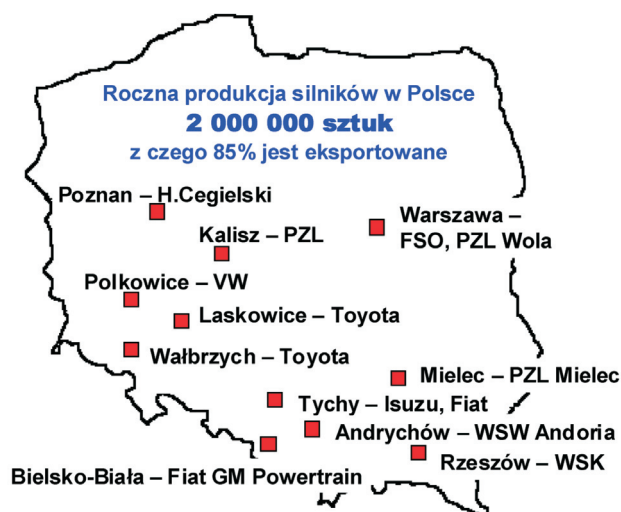 Roczna produkcja silników w Polsce
2 000 000 sztuk
z czego 85% jest eksportowane
Poznan – H.Cegielski
Warszawa –
FSO, PZL Wola
Kalisz – PZL
Polkowice – VW
Laskowice – Toyota
Wałbrzych – Toyota
Mielec – PZL Mielec
Tychy – Isuzu, Fiat
Andrychów – WSW Andoria
Rzeszów – WSK
Bielsko-Biała – Fiat GM Powertrain